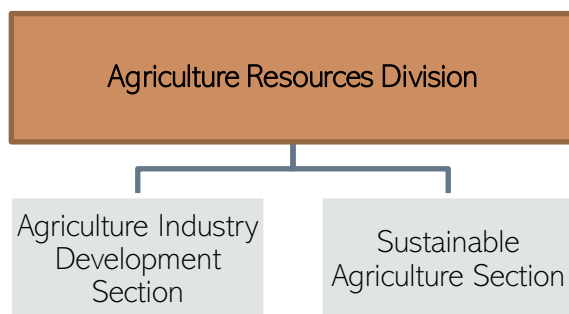 Agriculture Resources Division
Agriculture Industry
Development
Section
Sustainable
Agriculture Section